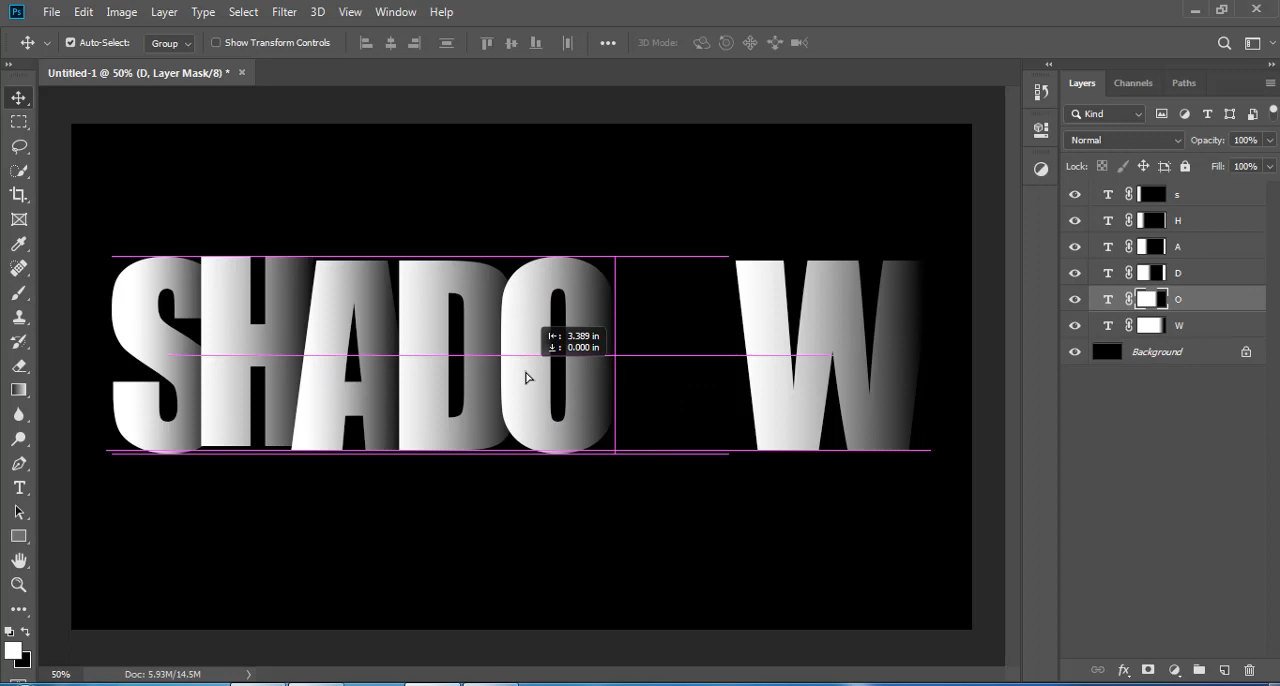 Ps File Edit Image Layer Type Select Filter 3D View Window Help
Auto-Select: Group Show Transform Controls 3D Mode:
Untitled-1 @ 50% (D, Layer Mask/8) *
Layers Channels Paths
Kind
Normal Opacity: 100%
Lock: Fill: 100%
s
H
A
D
O
W
Background
SHADO W
3.389 in
0.000 in
50% Doc: 5.93M/14.5M